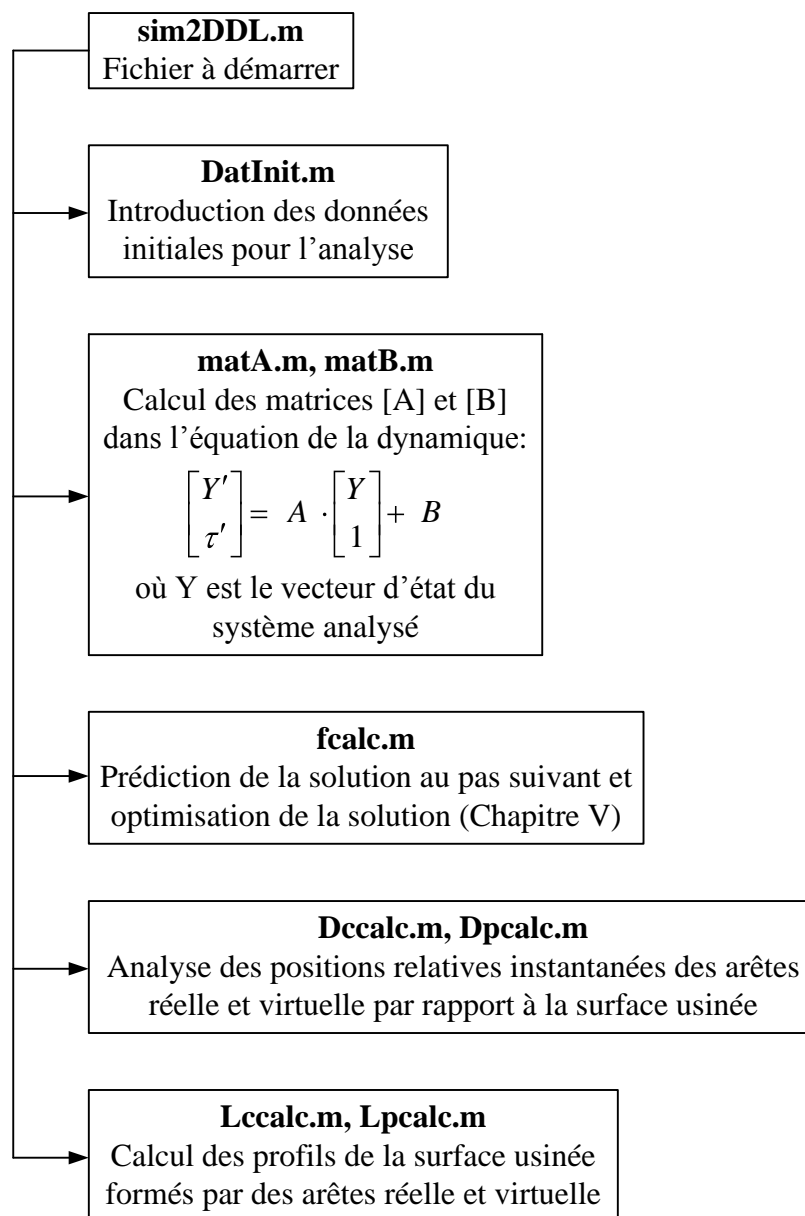 sim2DDL.m
Fichier à démarrer
DatInit.m
Introduction des données
initiales pour l’analyse
matA.m, matB.m
Calcul des matrices [A] et [B]
dans l’équation de la dynamique:
[Y′ τ′] = A · [Y 1] + B
où Y est le vecteur d’état du
système analysé
fcalc.m
Prédiction de la solution au pas suivant et
optimisation de la solution (Chapitre V)
Dccalc.m, Dpcalc.m
Analyse des positions relatives instantanées des arêtes
réelle et virtuelle par rapport à la surface usinée
Lccalc.m, Lpcalc.m
Calcul des profils de la surface usinée
formés par des arêtes réelle et virtuelle